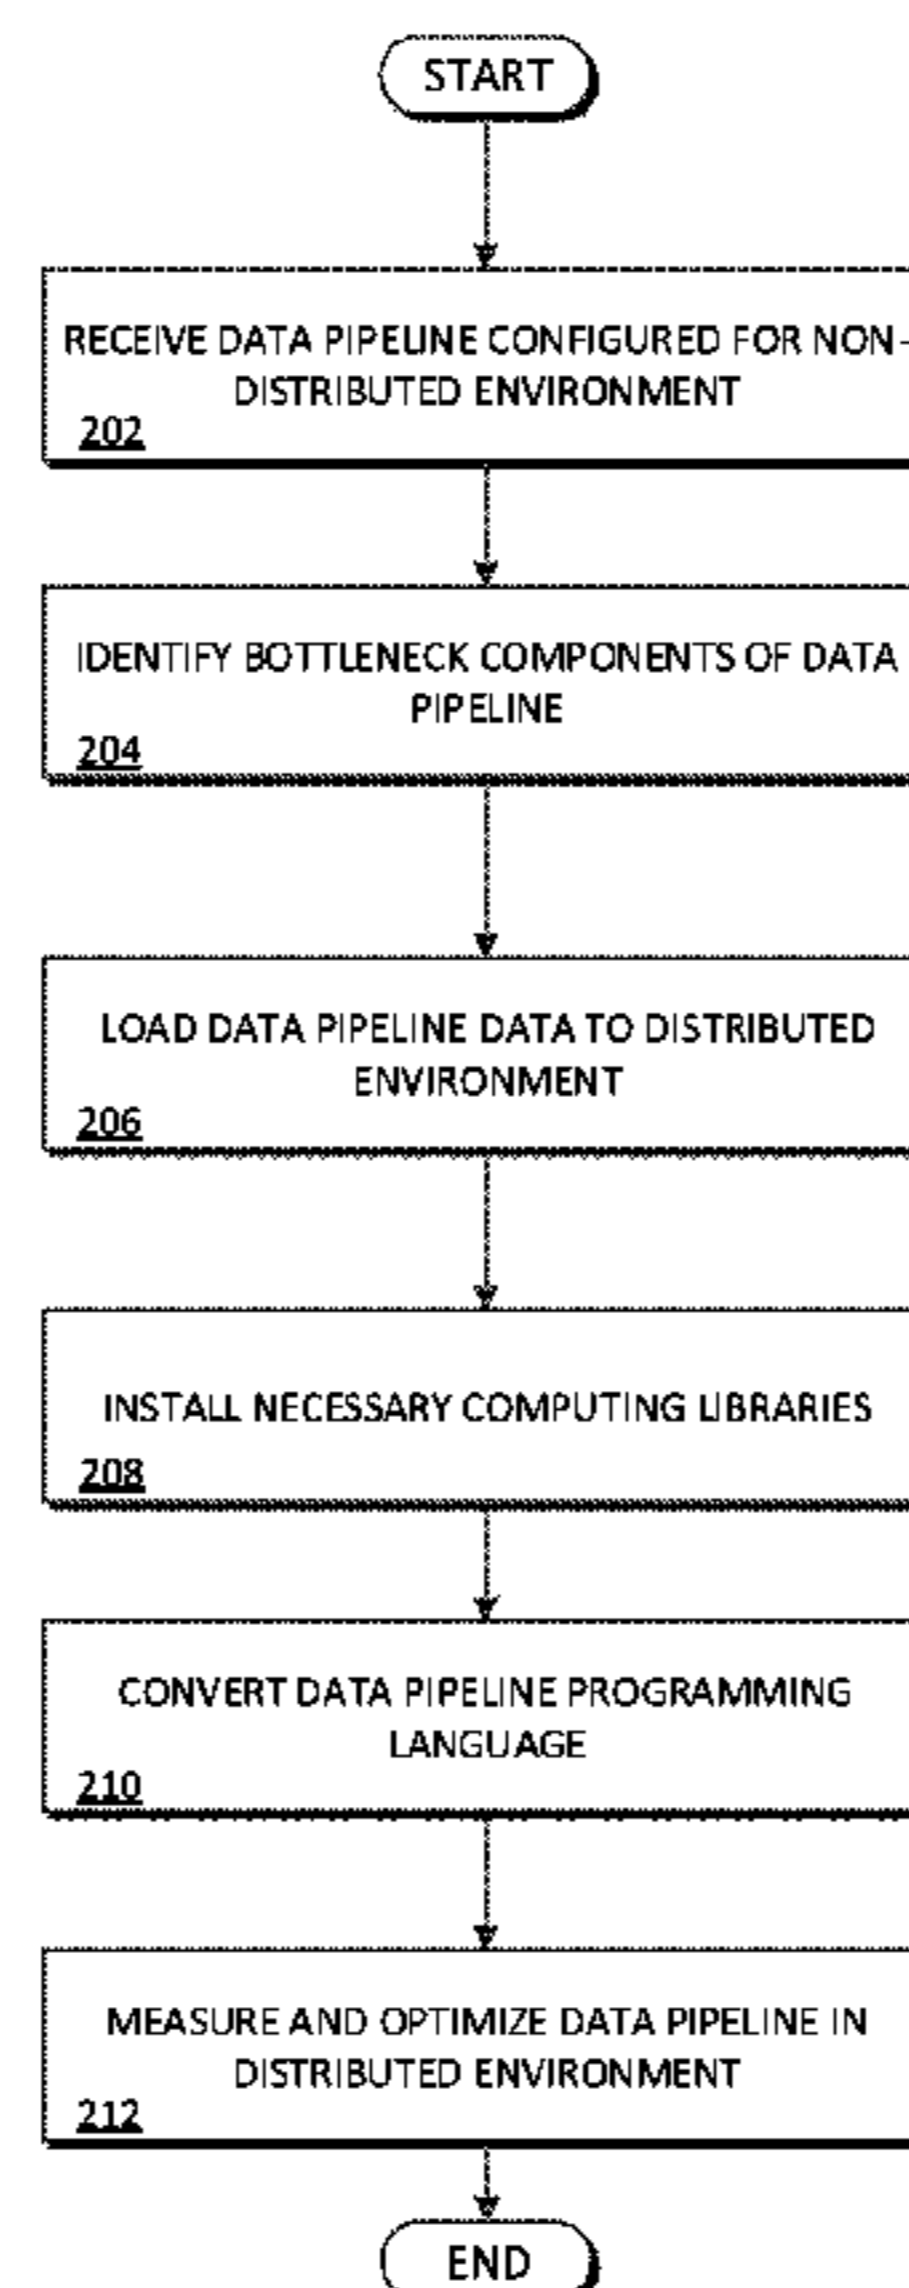 START
RECEIVE DATA PIPELINE CONFIGURED FOR NON-
DISTRIBUTED ENVIRONMENT
202
IDENTIFY BOTTLENECK COMPONENTS OF DATA
PIPELINE
204
LOAD DATA PIPELINE DATA TO DISTRIBUTED
ENVIRONMENT
206
INSTALL NECESSARY COMPUTING LIBRARIES
208
CONVERT DATA PIPELINE PROGRAMMING
LANGUAGE
210
MEASURE AND OPTIMIZE DATA PIPELINE IN
DISTRIBUTED ENVIRONMENT
212
END